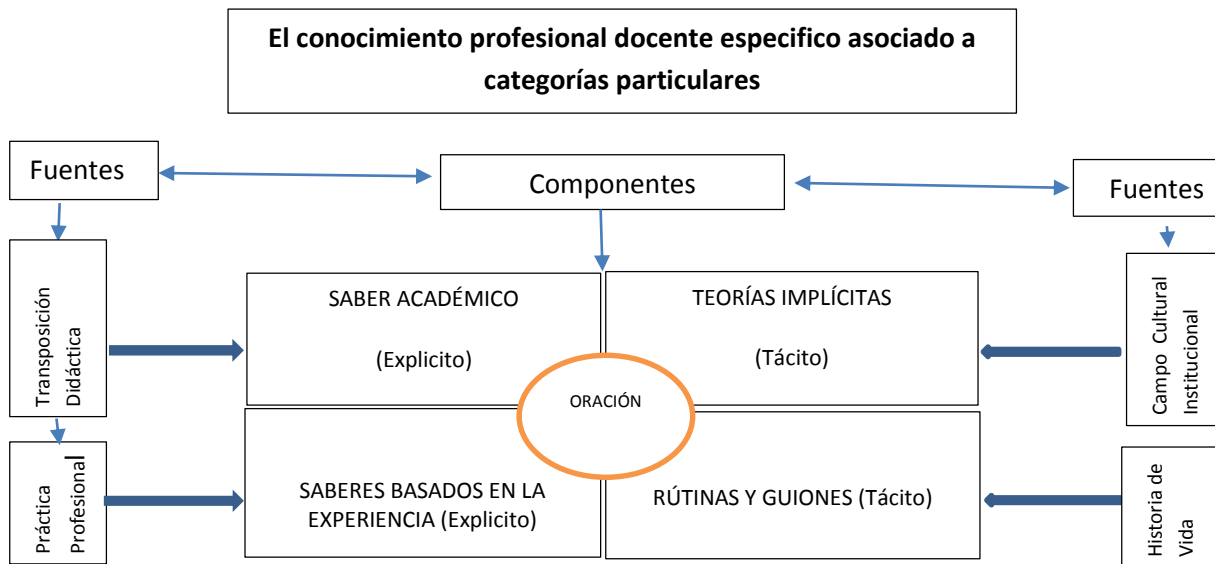 El conocimiento profesional docente especifico asociado a
categorías particulares
Fuentes
Componentes
Fuentes
Transposición
Didáctica
SABER ACADÉMICO
(Explicito)
TEORÍAS IMPLÍCITAS
(Tácito)
Campo Cultural
Institucional
ORACIÓN
Práctica
Profesional
SABERES BASADOS EN LA
EXPERIENCIA (Explicito)
RÚTINAS Y GUIONES (Tácito)
Historia de
Vida